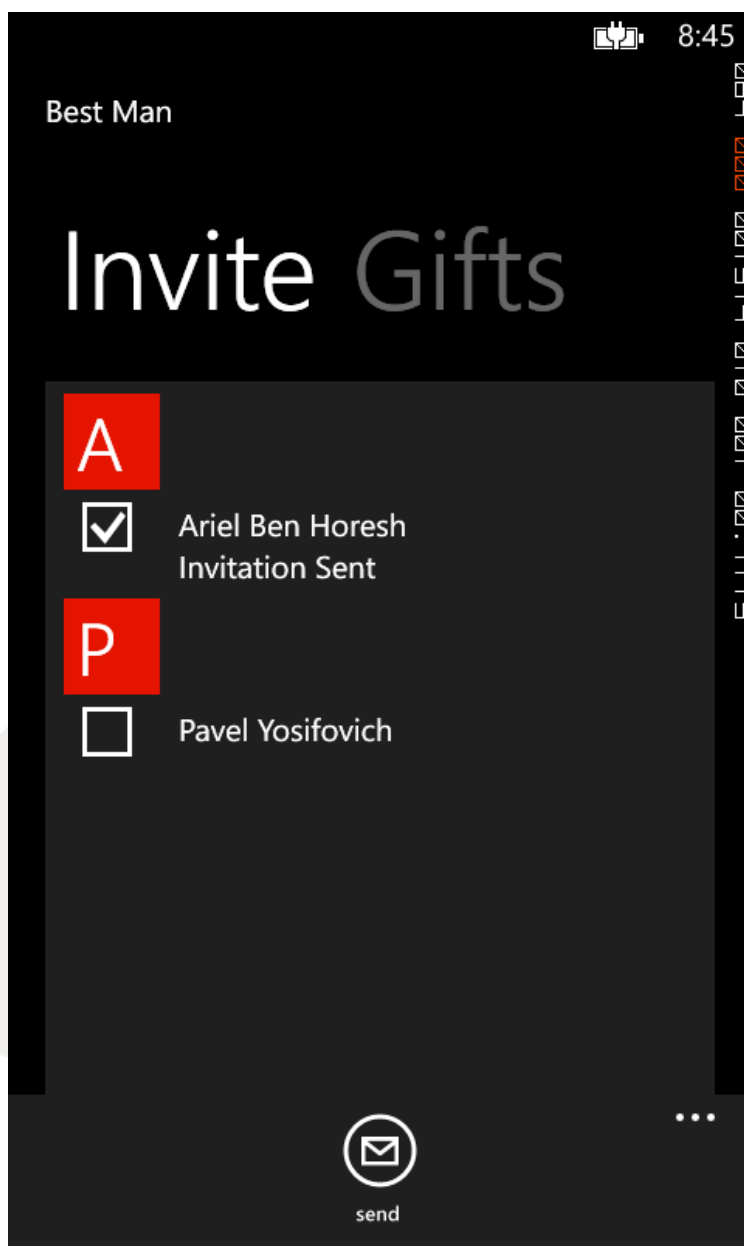 8:45
Best Man
Invite Gifts
A
Ariel Ben Horesh
Invitation Sent
P
Pavel Yosifovich
send